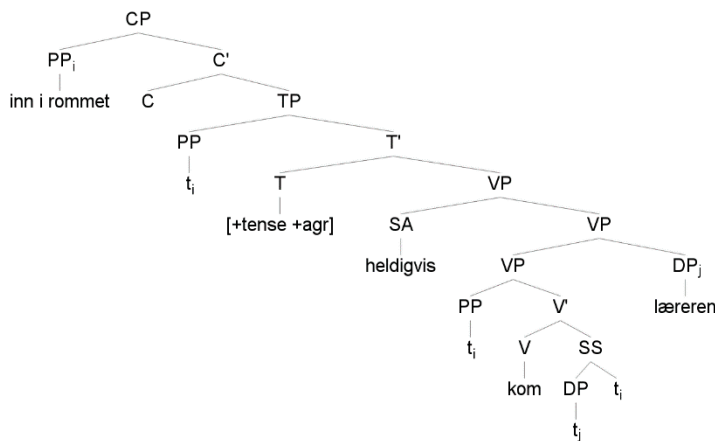 CP
PPi C'
inn i rommet C TP
PP T'
ti T VP
[+tense +agr] SA VP
heldigvis VP DPj
PP V' læreren
ti V SS
kom DP ti
tj